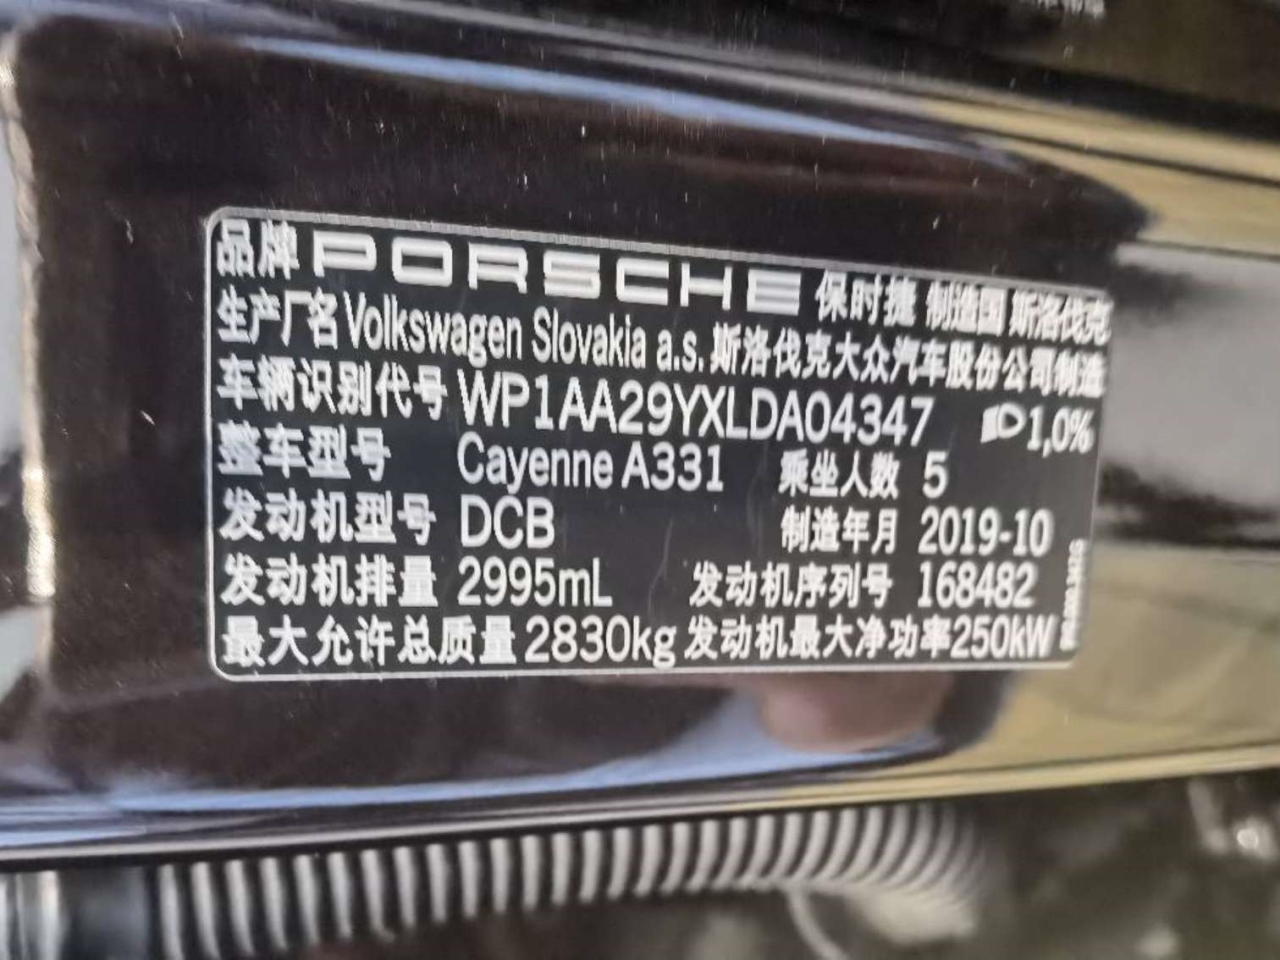 品牌 PORSCHE 保时捷 制造国 斯洛伐克
生产厂名 Volkswagen Slovakia a.s. 斯洛伐克大众汽车股份公司制造
车辆识别代号 WP1AA29YXLDA04347 1,0%
整车型号 Cayenne A331 乘坐人数 5
发动机型号 DCB 制造年月 2019-10
发动机排量 2995mL 发动机序列号 168482
最大允许总质量 2830kg 发动机最大净功率 250kW